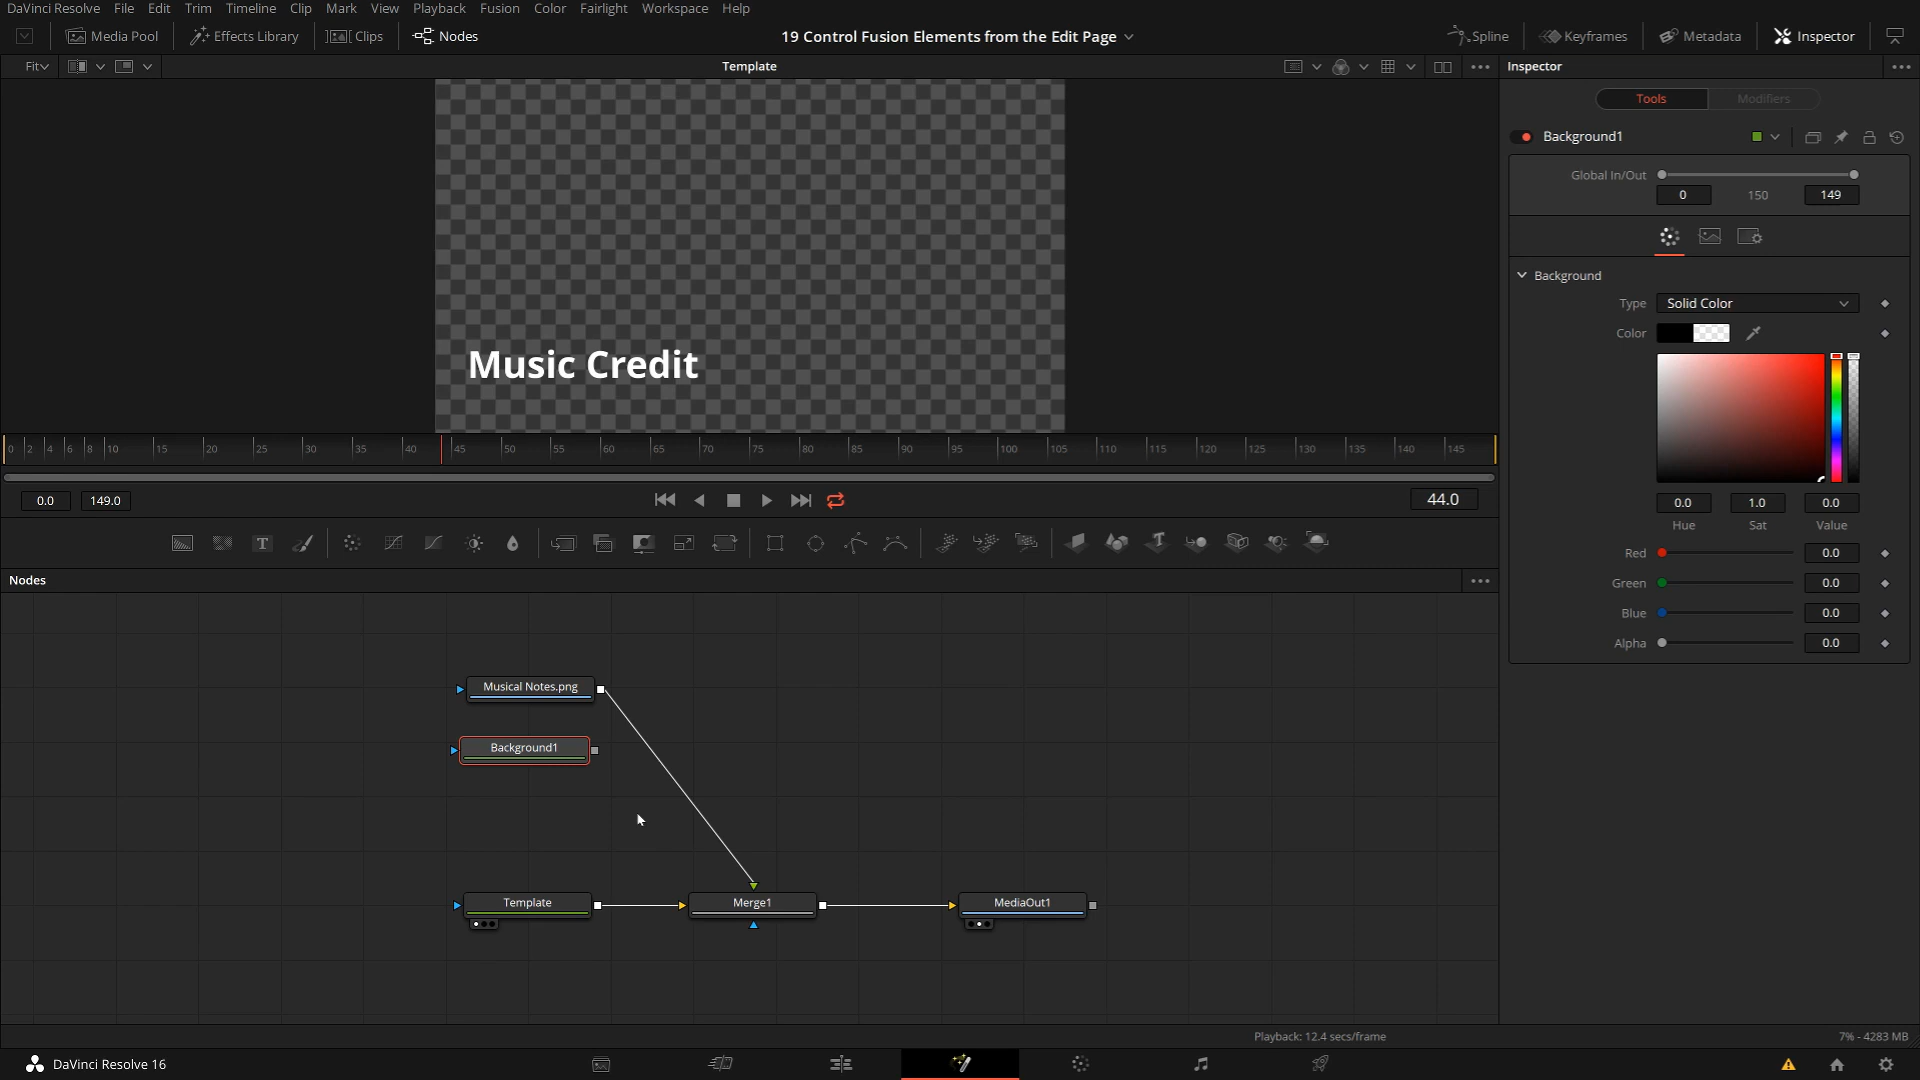 DaVinci Resolve File Edit Trim Timeline Clip Mark View Playback Fusion Color Fairlight Workspace Help
Media Pool Effects Library Clips Nodes 19 Control Fusion Elements from the Edit Page Spline Keyframes Metadata Inspector
Fit Template Inspector
Tools Modifiers
Background1
Global In/Out
0 150 149
Background
Type Solid Color
Color
Music Credit
0 2 4 6 8 10 15 20 25 30 35 40 45 50 55 60 65 70 75 80 85 90 95 100 105 110 115 120 125 130 135 140 145
0.0 149.0 44.0
0.0 1.0 0.0
Hue Sat Value
Red 0.0
Green 0.0
Blue 0.0
Alpha 0.0
T
Nodes
Musical Notes.png
Background1
Template Merge1 MediaOut1
Playback: 12.4 secs/frame 7% - 4283 MB
DaVinci Resolve 16